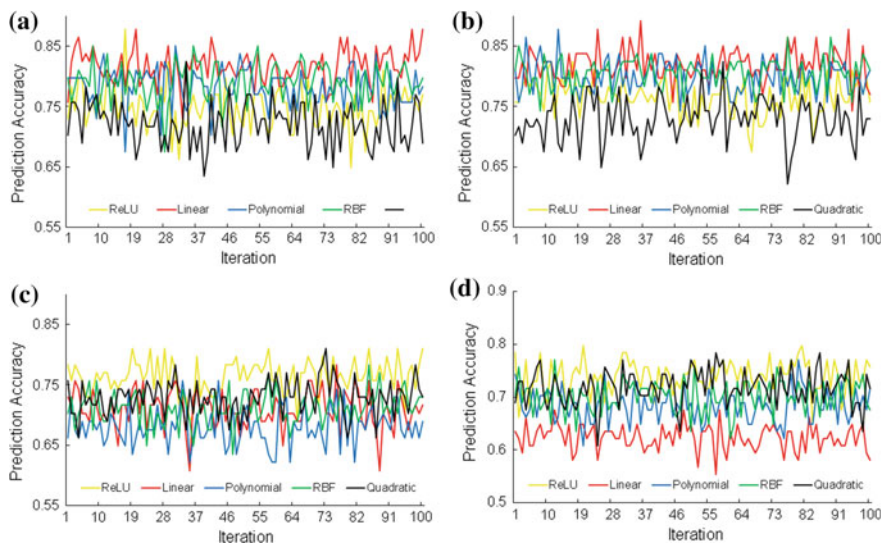 (a)
Prediction Accuracy
0.85
0.75
0.65
0.55
ReLU Linear Polynomial RBF
1 10 19 28 37 46 55 64 73 82 91 100
Iteration
(b)
Prediction Accuracy
0.85
0.75
0.65
0.55
ReLU Linear Polynomial RBF Quadratic
1 10 19 28 37 46 55 64 73 82 91 100
Iteration
(c)
Prediction Accuracy
0.85
0.75
0.65
0.55
ReLU Linear Polynomial RBF Quadratic
1 10 19 28 37 46 55 64 73 82 91 100
Iteration
(d)
Prediction Accuracy
0.9
0.8
0.7
0.6
0.5
ReLU Linear Polynomial RBF Quadratic
1 10 19 28 37 46 55 64 73 82 91 100
Iteration